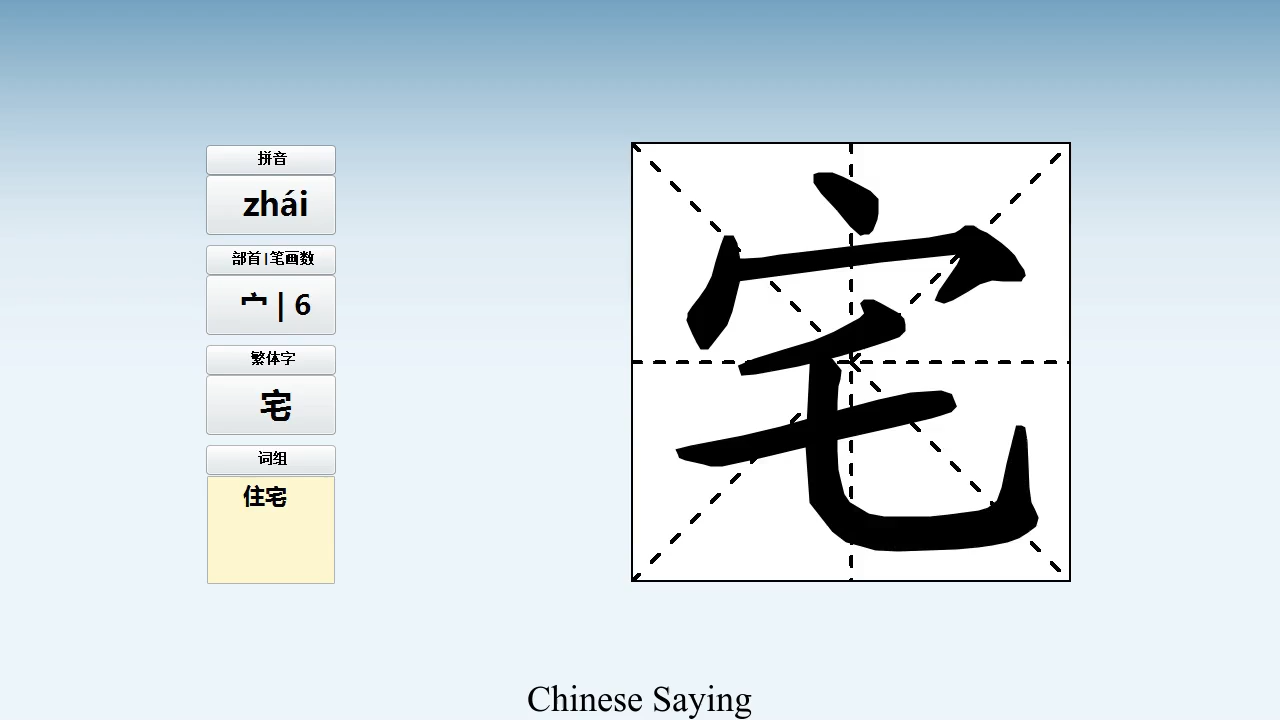 拼音
zhái
部首|笔画数
宀 | 6
繁体字
宅
词组
住宅
宅
Chinese Saying